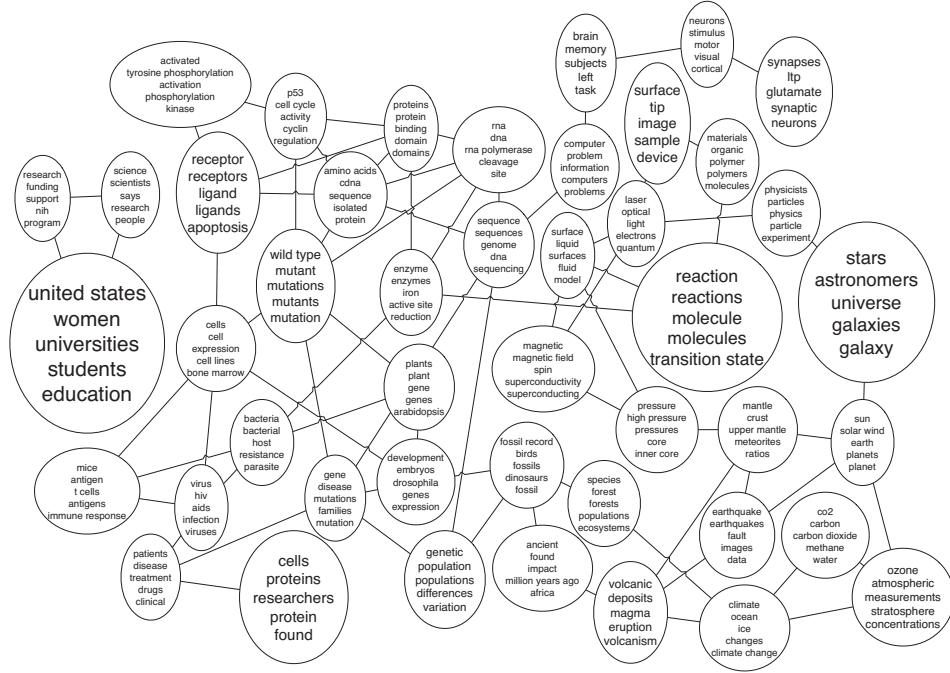 neurons
stimulus
motor
visual
cortical
brain
memory
subjects
left
task
synapses
ltp
glutamate
synaptic
neurons
activated
tyrosine phosphorylation
activation
phosphorylation
kinase
surface
tip
image
sample
device
p53
cell cycle
activity
cyclin
regulation
proteins
protein
binding
domain
domains
rna
dna
rna polymerase
cleavage
site
materials
organic
polymer
polymers
molecules
computer
problem
information
computers
problems
research
funding
support
nih
program
science
scientists
says
research
people
receptor
receptors
ligand
ligands
apoptosis
amino acids
cdna
sequence
isolated
protein
physicists
particles
physics
particle
experiment
laser
optical
light
electrons
quantum
sequence
sequences
genome
dna
sequencing
surface
liquid
surfaces
fluid
model
wild type
mutant
mutations
mutants
mutation
enzyme
enzymes
iron
active site
reduction
stars
astronomers
universe
galaxies
galaxy
reaction
reactions
molecule
molecules
transition state
united states
women
universities
students
education
cells
cell
expression
cell lines
bone marrow
magnetic
magnetic field
spin
superconductivity
superconducting
plants
plant
gene
genes
arabidopsis
pressure
high pressure
pressures
core
inner core
mantle
crust
upper mantle
meteorites
ratios
sun
solar wind
earth
planets
planet
bacteria
bacterial
host
resistance
parasite
fossil record
birds
fossils
dinosaurs
fossil
mice
antigen
t cells
antigens
immune response
virus
hiv
aids
infection
viruses
gene
disease
mutations
families
mutation
development
embryos
drosophila
genes
expression
species
forest
forests
populations
ecosystems
earthquake
earthquakes
fault
images
data
co2
carbon
carbon dioxide
methane
water
patients
disease
treatment
drugs
clinical
cells
proteins
researchers
protein
found
genetic
population
populations
differences
variation
ancient
found
impact
million years ago
africa
volcanic
deposits
magma
eruption
volcanism
climate
ocean
ice
changes
climate change
ozone
atmospheric
measurements
stratosphere
concentrations